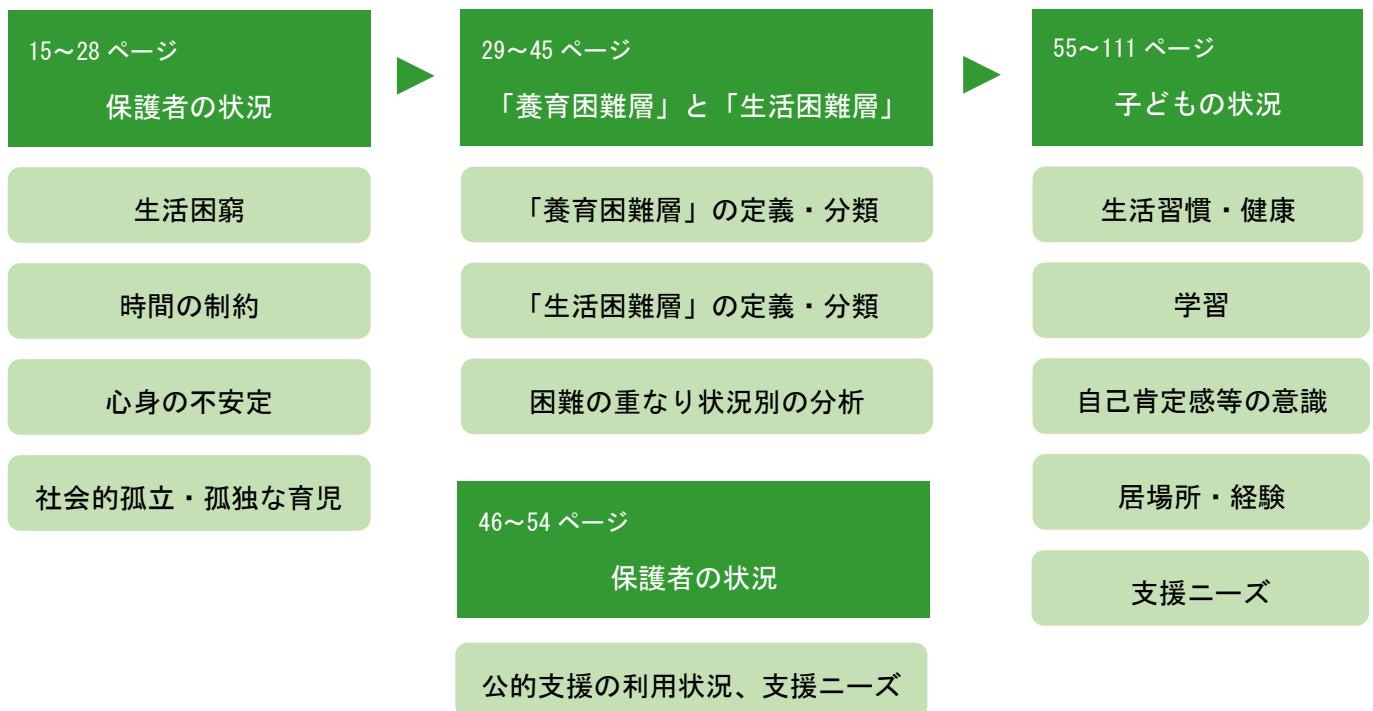 15～28 ページ
保護者の状況
生活困窮
時間の制約
心身の不安定
社会的孤立・孤独な育児
29～45 ページ
「養育困難層」と「生活困難層」
「養育困難層」の定義・分類
「生活困難層」の定義・分類
困難の重なり状況別の分析
46～54 ページ
保護者の状況
公的支援の利用状況、支援ニーズ
55～111 ページ
子どもの状況
生活習慣・健康
学習
自己肯定感等の意識
居場所・経験
支援ニーズ